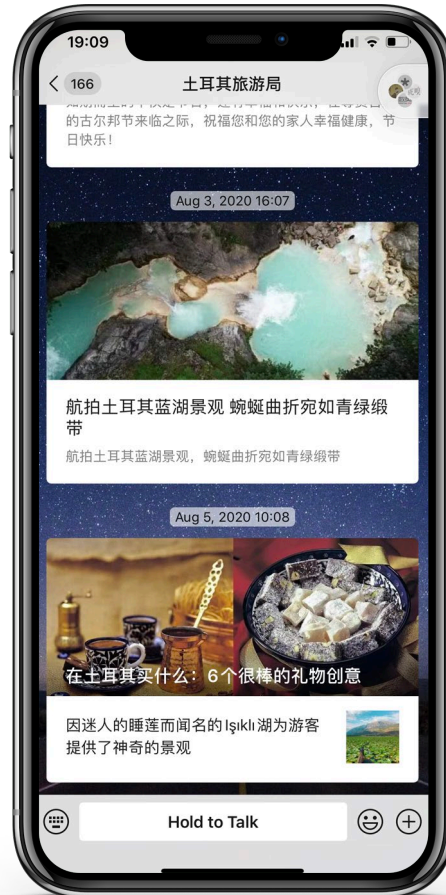 19:09
166
土耳其旅游局
的古尔邦节来临之际，祝福您和您的家人幸福健康，节
日快乐！
Aug 3, 2020 16:07
航拍土耳其蓝湖景观 蜿蜒曲折宛如青绿缎
带
航拍土耳其蓝湖景观，蜿蜒曲折宛如青绿缎带
Aug 5, 2020 10:08
在土耳其买什么：6个很棒的礼物创意
因迷人的睡莲而闻名的Işıklı湖为游客
提供了神奇的景观
Hold to Talk